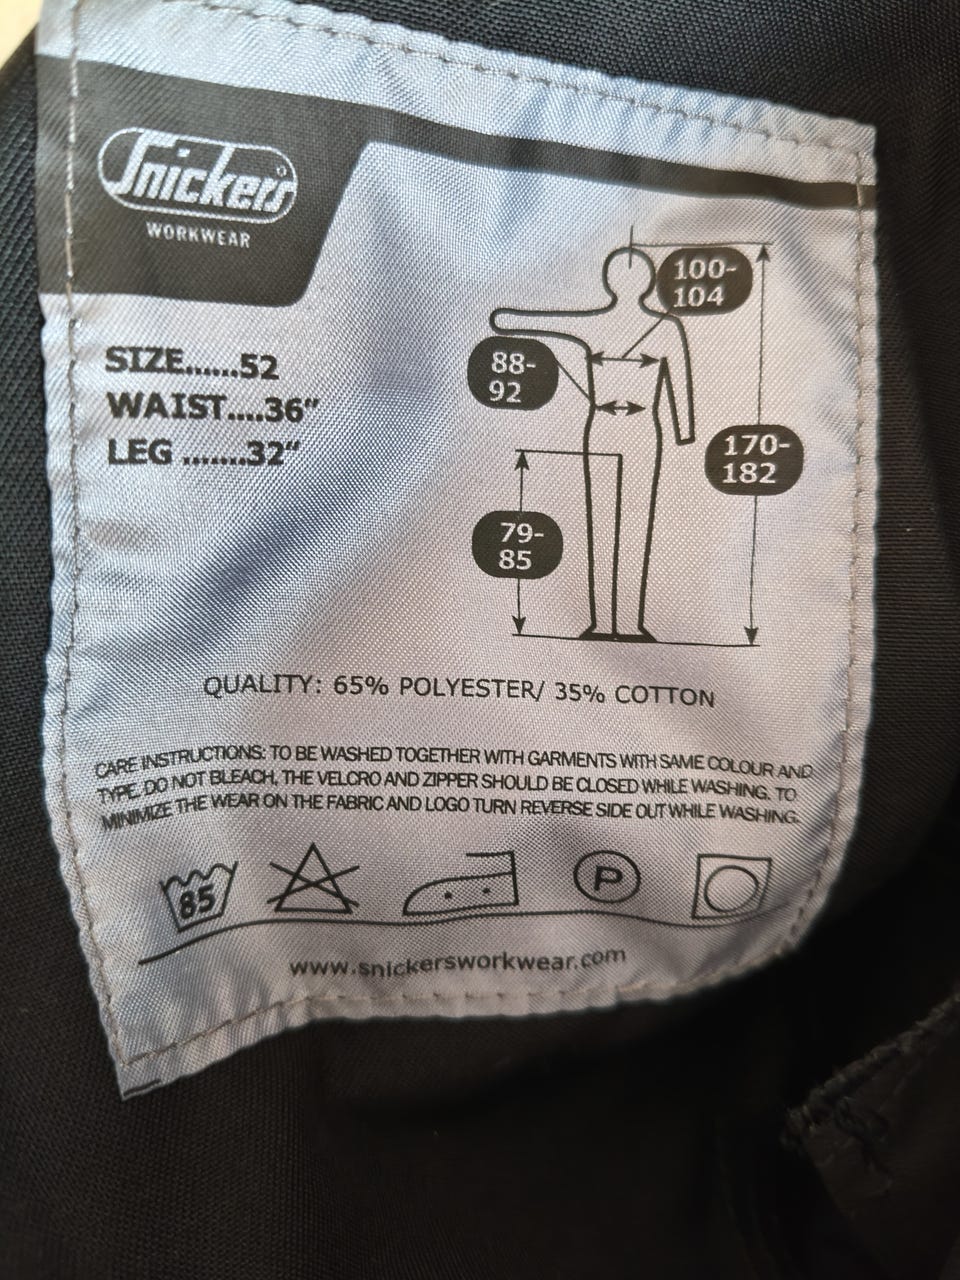 Snickers
WORKWEAR
SIZE......52
WAIST....36"
LEG .......32"
100-
104
88-
92
170-
182
79-
85
QUALITY: 65% POLYESTER/ 35% COTTON
CARE INSTRUCTIONS: TO BE WASHED TOGETHER WITH GARMENTS WITH SAME COLOUR AND
TYPE. DO NOT BLEACH. THE VELCRO AND ZIPPER SHOULD BE CLOSED WHILE WASHING. TO
MINIMIZE THE WEAR ON THE FABRIC AND LOGO TURN REVERSE SIDE OUT WHILE WASHING.
85
P
www.snickersworkwear.com